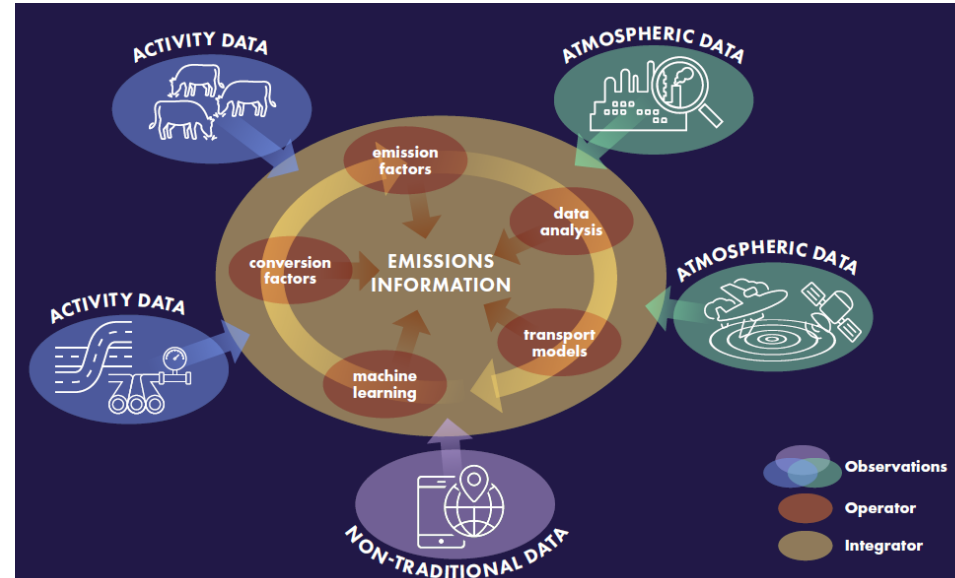 ACTIVITY DATA
ATMOSPHERIC DATA
emission
factors
data
analysis
conversion
factors
EMISSIONS
INFORMATION
ATMOSPHERIC DATA
ACTIVITY DATA
transport
models
machine
learning
NON-TRADITIONAL DATA
Observations
Operator
Integrator